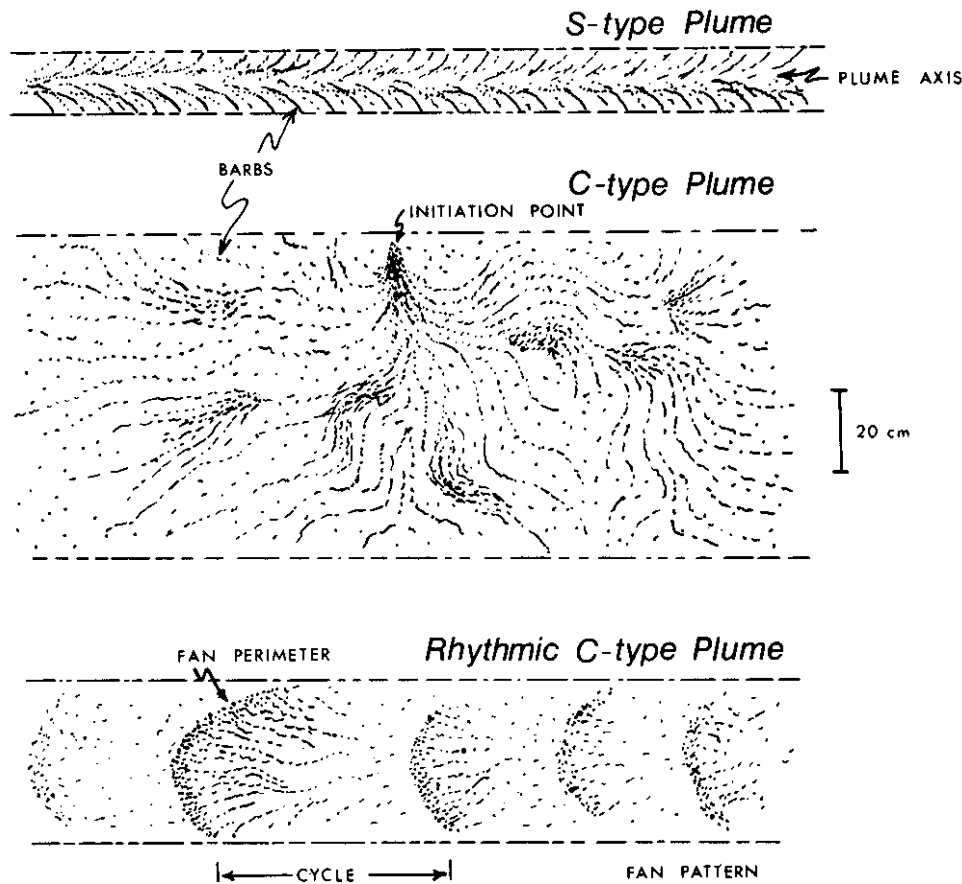 S-type Plume
PLUME AXIS
BARBS
C-type Plume
INITIATION POINT
20 cm
FAN PERIMETER
Rhythmic C-type Plume
CYCLE
FAN PATTERN